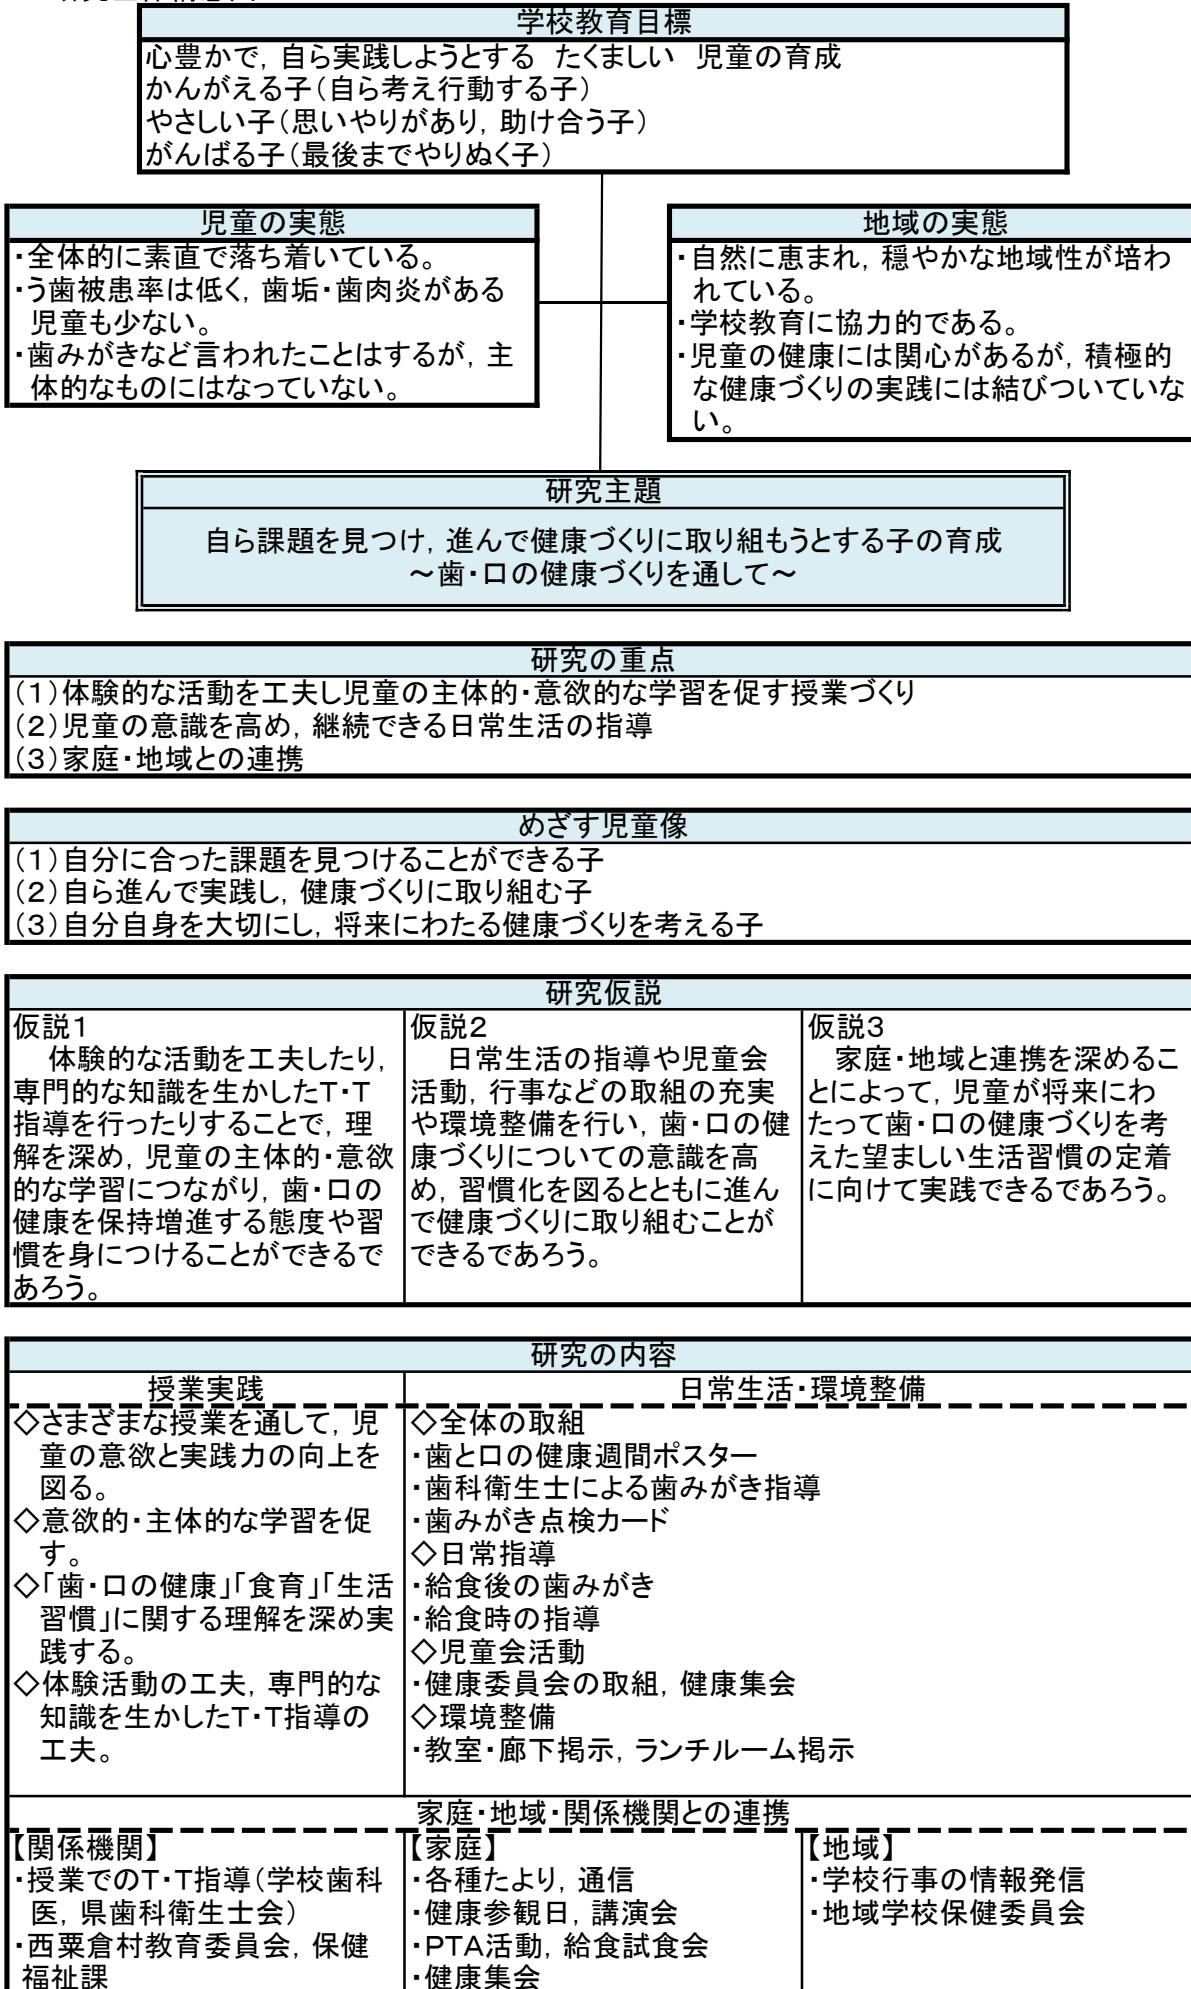 学校教育目標
心豊かで，自ら実践しようとする　たくましい　児童の育成
かんがえる子（自ら考え行動する子）
やさしい子（思いやりがあり，助け合う子）
がんばる子（最後までやりぬく子）
児童の実態
・全体的に素直で落ち着いている。
・う歯被患率は低く，歯垢・歯肉炎がある
児童も少ない。
・歯みがきなど言われたことはするが，主
体的なものにはなっていない。
地域の実態
・自然に恵まれ，穏やかな地域性が培わ
れている。
・学校教育に協力的である。
・児童の健康には関心があるが，積極的
な健康づくりの実践には結びついていな
い。
研究主題
自ら課題を見つけ，進んで健康づくりに取り組もうとする子の育成
～歯・口の健康づくりを通して～
研究の重点
（１）体験的な活動を工夫し児童の主体的・意欲的な学習を促す授業づくり
（２）児童の意識を高め，継続できる日常生活の指導
（３）家庭・地域との連携
めざす児童像
（１）自分に合った課題を見つけることができる子
（２）自ら進んで実践し，健康づくりに取り組む子
（３）自分自身を大切にし，将来にわたる健康づくりを考える子
研究仮説
仮説１
体験的な活動を工夫したり，
専門的な知識を生かしたＴ・Ｔ
指導を行ったりすることで，理
解を深め，児童の主体的・意欲
的な学習につながり，歯・口の
健康を保持増進する態度や習
慣を身につけることができるで
あろう。
仮説２
日常生活の指導や児童会
活動，行事などの取組の充実
や環境整備を行い，歯・口の健
康づくりについての意識を高
め，習慣化を図るとともに進ん
で健康づくりに取り組むことが
できるであろう。
仮説３
家庭・地域と連携を深めるこ
とによって，児童が将来にわ
たって歯・口の健康づくりを考
えた望ましい生活習慣の定着
に向けて実践できるであろう。
研究の内容
授業実践
◇さまざまな授業を通して，児
童の意欲と実践力の向上を
図る。
◇意欲的・主体的な学習を促
す。
◇「歯・口の健康」「食育」「生活
習慣」に関する理解を深め実
践する。
◇体験活動の工夫，専門的な
知識を生かしたＴ・Ｔ指導の
工夫。
日常生活・環境整備
◇全体の取組
・歯と口の健康週間ポスター
・歯科衛生士による歯みがき指導
・歯みがき点検カード
◇日常指導
・給食後の歯みがき
・給食時の指導
◇児童会活動
・健康委員会の取組，健康集会
◇環境整備
・教室・廊下掲示，ランチルーム掲示
家庭・地域・関係機関との連携
【関係機関】
・授業でのＴ・Ｔ指導（学校歯科
医，県歯科衛生士会）
・西粟倉村教育委員会，保健
福祉課
【家庭】
・各種たより，通信
・健康参観日，講演会
・ＰＴＡ活動，給食試食会
・健康集会
【地域】
・学校行事の情報発信
・地域学校保健委員会